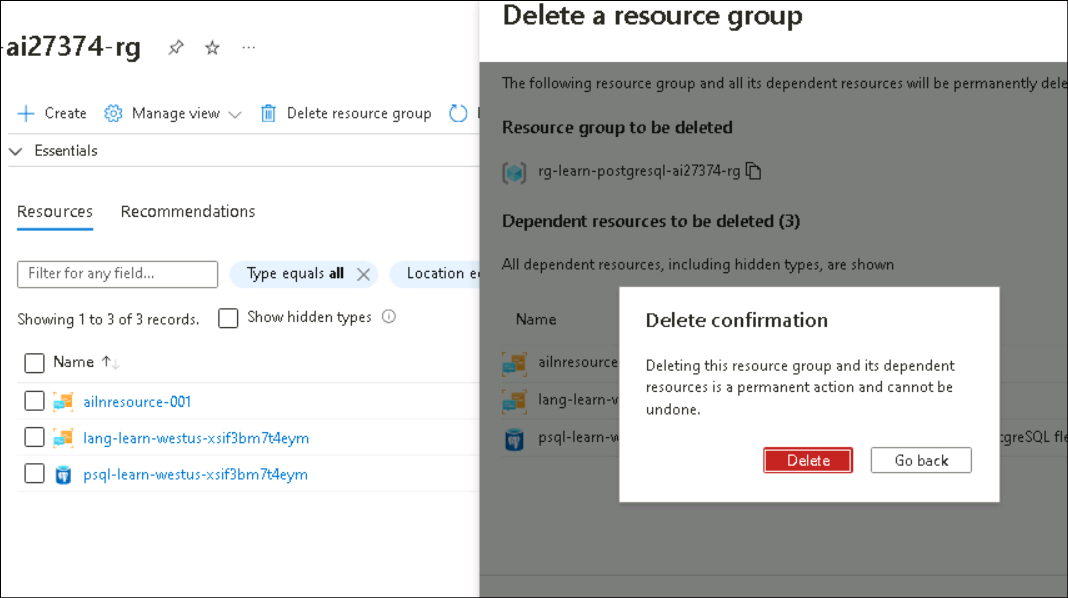 -ai27374-rg
Create Manage view Delete resource group
Essentials
Resources Recommendations
Filter for any field...
Type equals all
Location
Showing 1 to 3 of 3 records.
Show hidden types
Name
ailnresource-001
lang-learn-westus-xsif3bm7t4eym
psql-learn-westus-xsif3bm7t4eym
Delete a resource group
The following resource group and all its dependent resources will be permanently dele
Resource group to be deleted
rg-learn-postgresql-ai27374-rg
Dependent resources to be deleted (3)
All dependent resources, including hidden types, are shown
Name
ailnresource
lang-learn-w
psql-learn-w
greSQL fle
Delete confirmation
Deleting this resource group and its dependent
resources is a permanent action and cannot be
undone.
Delete Go back